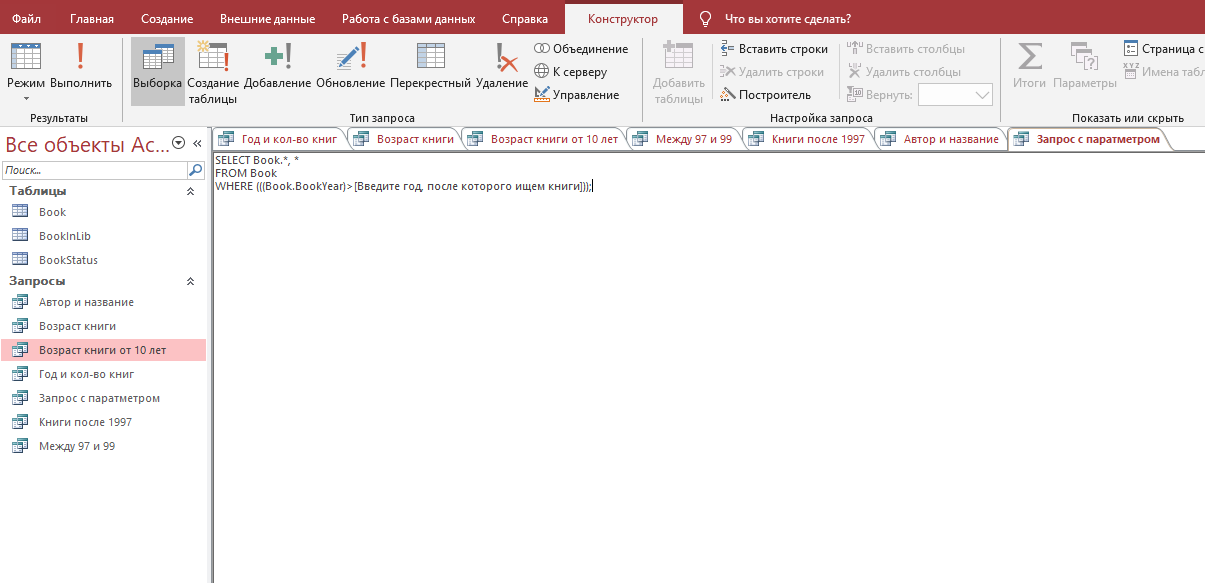 Файл Главная Создание Внешние данные Работа с базами данных Справка Конструктор Что вы хотите сделать?
Режим Выполнить
Результаты
Выборка Создание таблицы Добавление Обновление Перекрестный Удаление
Объединение
К серверу
Управление
Тип запроса
Добавить таблицы
Вставить строки
Удалить строки
Построитель
Вставить столбцы
Удалить столбцы
Вернуть:
Настройка запроса
Итоги Параметры
Страница с
Имена табл
Показать или скрыть
Все объекты Ac...
Поиск...
Таблицы
Book
BookInLib
BookStatus
Запросы
Автор и название
Возраст книги
Возраст книги от 10 лет
Год и кол-во книг
Запрос с паратметром
Книги после 1997
Между 97 и 99
Год и кол-во книг Возраст книги Возраст книги от 10 лет Между 97 и 99 Книги после 1997 Автор и название Запрос с паратметром
SELECT Book.*, *
FROM Book
WHERE (((Book.BookYear)>[Введите год, после которого ищем книги]));